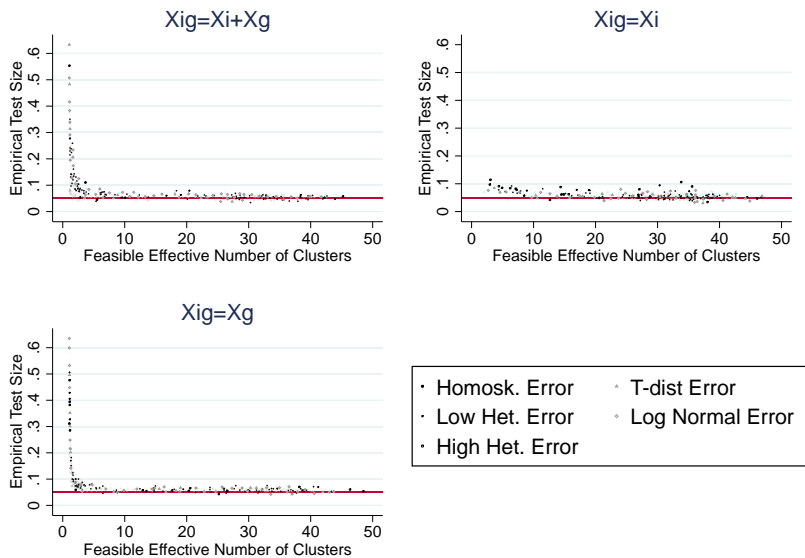 Xig=Xi+Xg
Empirical Test Size
0 .1 .2 .3 .4 .5 .6
0 10 20 30 40 50
Feasible Effective Number of Clusters
Xig=Xi
Empirical Test Size
0 .1 .2 .3 .4 .5 .6
0 10 20 30 40 50
Feasible Effective Number of Clusters
Xig=Xg
Empirical Test Size
0 .1 .2 .3 .4 .5 .6
0 10 20 30 40 50
Feasible Effective Number of Clusters
Homosk. Error T-dist Error
Low Het. Error Log Normal Error
High Het. Error